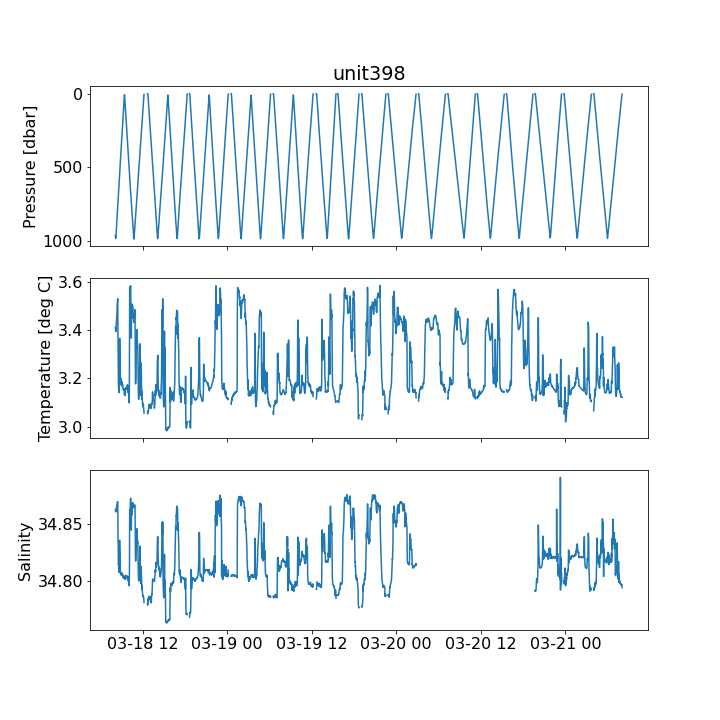 unit398
Pressure [dbar]
0
500
1000
Temperature [deg C]
3.6
3.4
3.2
3.0
Salinity
34.85
34.80
03-18 12 03-19 00 03-19 12 03-20 00 03-20 12 03-21 00